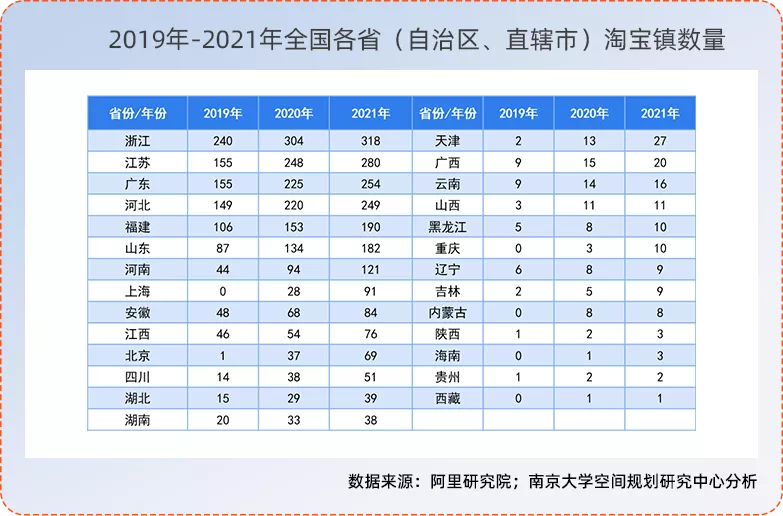 2019年-2021年全国各省（自治区、直辖市）淘宝镇数量
省份/年份 2019年 2020年 2021年 省份/年份 2019年 2020年 2021年
浙江 240 304 318 天津 2 13 27
江苏 155 248 280 广西 9 15 20
广东 155 225 254 云南 9 14 16
河北 149 220 249 山西 3 11 11
福建 106 153 190 黑龙江 5 8 10
山东 87 134 182 重庆 0 3 10
河南 44 94 121 辽宁 6 8 9
上海 0 28 91 吉林 2 5 9
安徽 48 68 84 内蒙古 0 8 8
江西 46 54 76 陕西 1 2 3
北京 1 37 69 海南 0 1 3
四川 14 38 51 贵州 1 2 2
湖北 15 29 39 西藏 0 1 1
湖南 20 33 38
数据来源：阿里研究院；南京大学空间规划研究中心分析